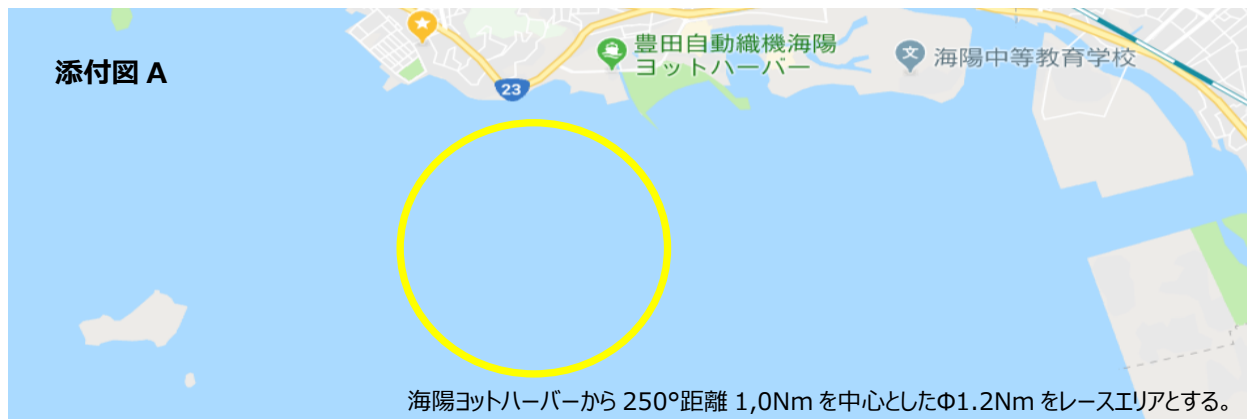 添付図 A
豊田自動織機海陽
ヨットハーバー
海陽中等教育学校
23
海陽ヨットハーバーから 250°距離 1,0Nm を中心としたΦ1.2Nm をレースエリアとする。